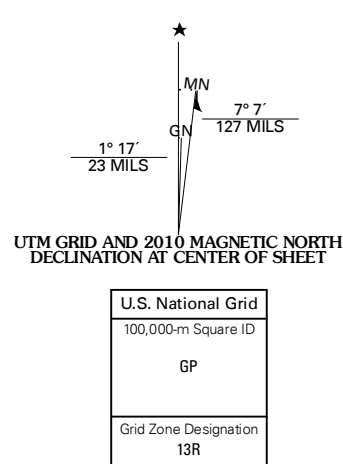 ★
MN
GN
7° 7´
127 MILS
1° 17´
23 MILS
UTM GRID AND 2010 MAGNETIC NORTH
DECLINATION AT CENTER OF SHEET
U.S. National Grid
100,000-m Square ID
GP
Grid Zone Designation
13R